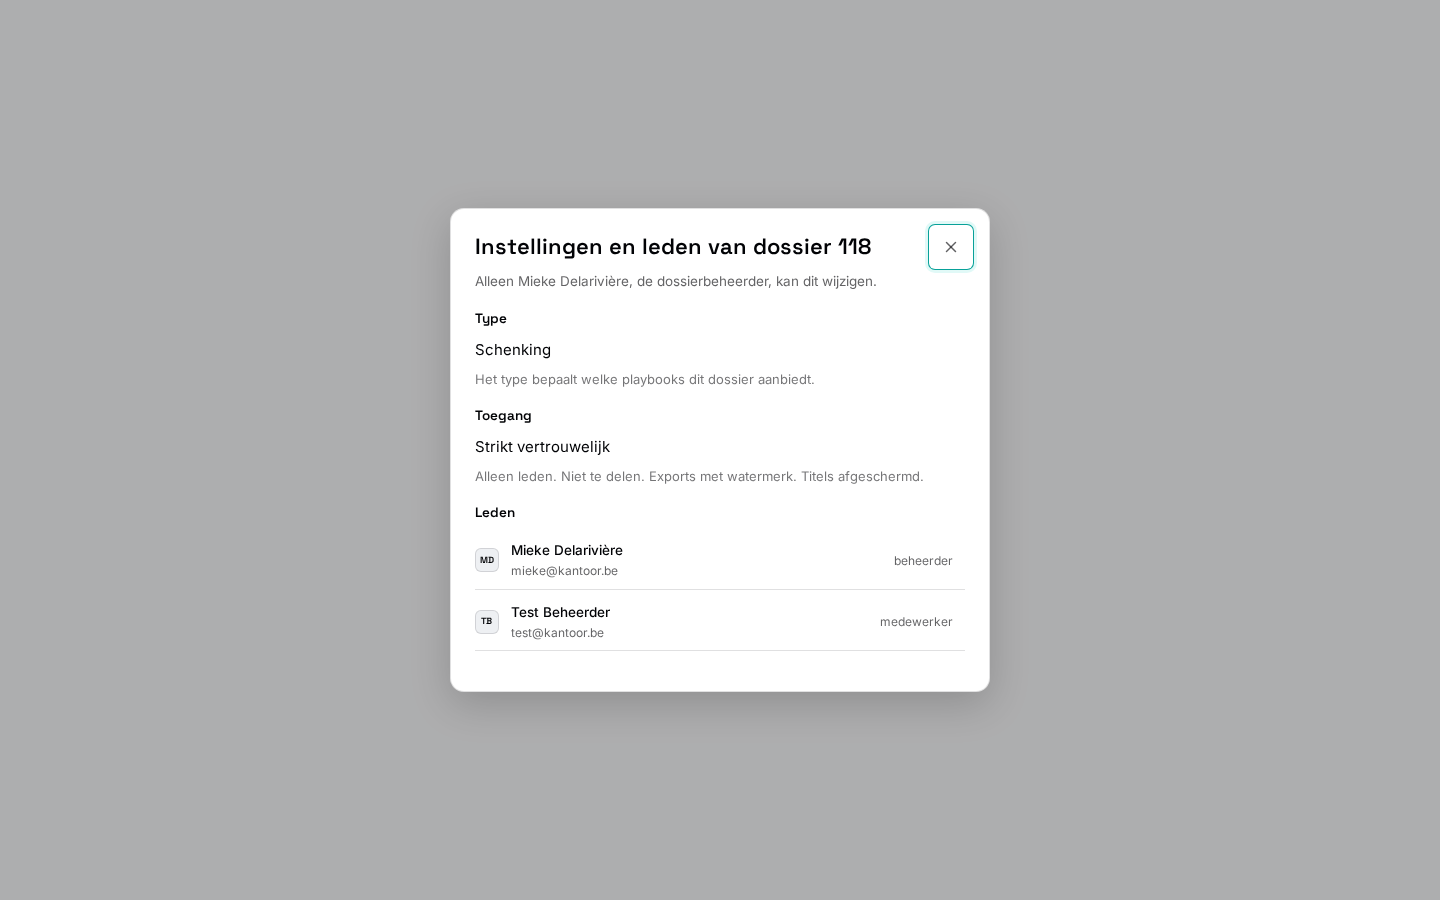 Instellingen en leden van dossier 118
Alleen Mieke Delarivière, de dossierbeheerder, kan dit wijzigen.
Type
Schenking
Het type bepaalt welke playbooks dit dossier aanbiedt.
Toegang
Strikt vertrouwelijk
Alleen leden. Niet te delen. Exports met watermerk. Titels afgeschermd.
Leden
MD
Mieke Delarivière
mieke@kantoor.be
beheerder
TB
Test Beheerder
test@kantoor.be
medewerker